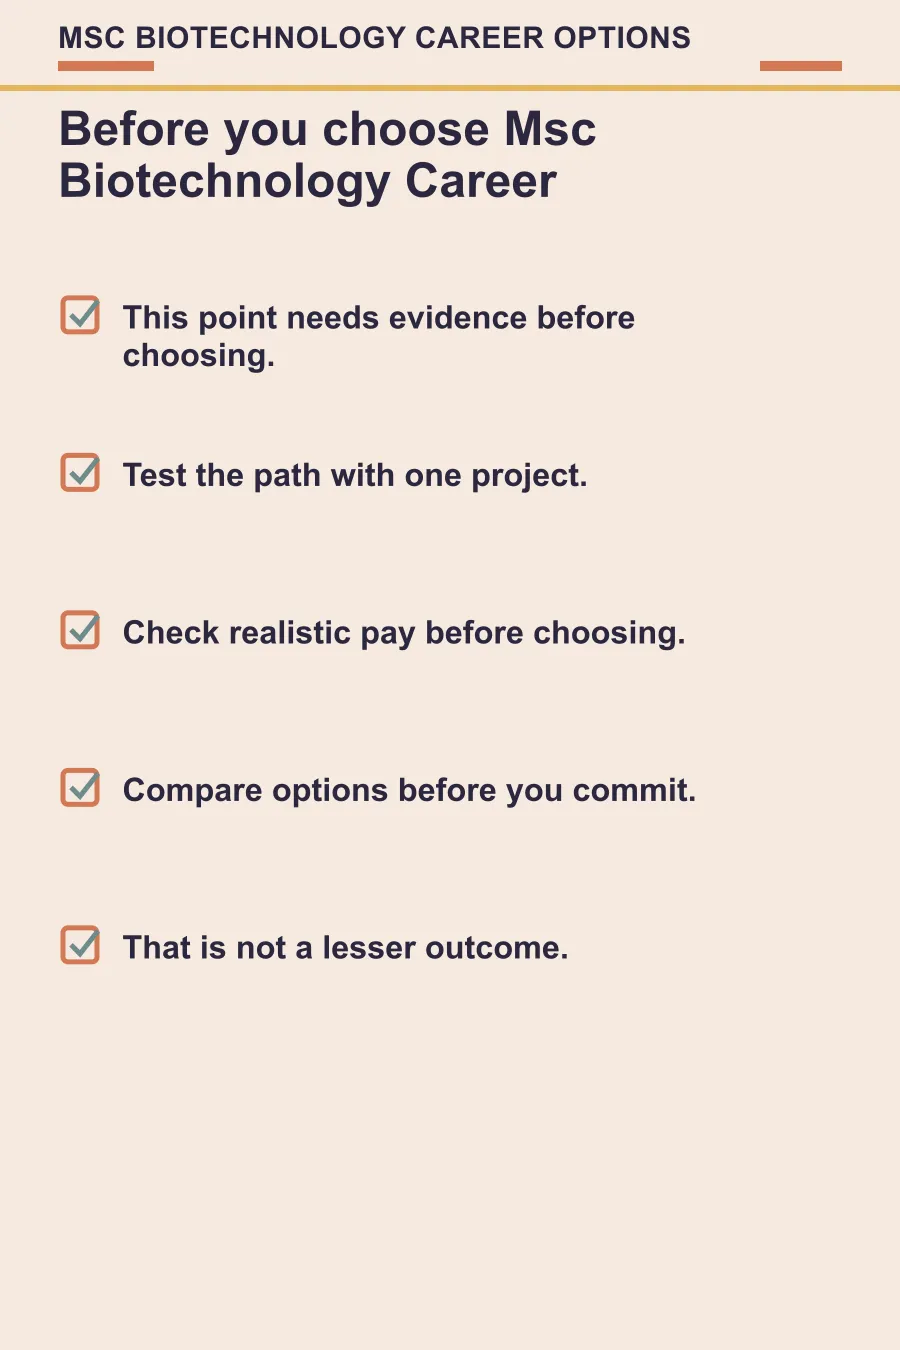 MSC BIOTECHNOLOGY CAREER OPTIONS
Before you choose Msc
Biotechnology Career
This point needs evidence before
choosing.
Test the path with one project.
Check realistic pay before choosing.
Compare options before you commit.
That is not a lesser outcome.